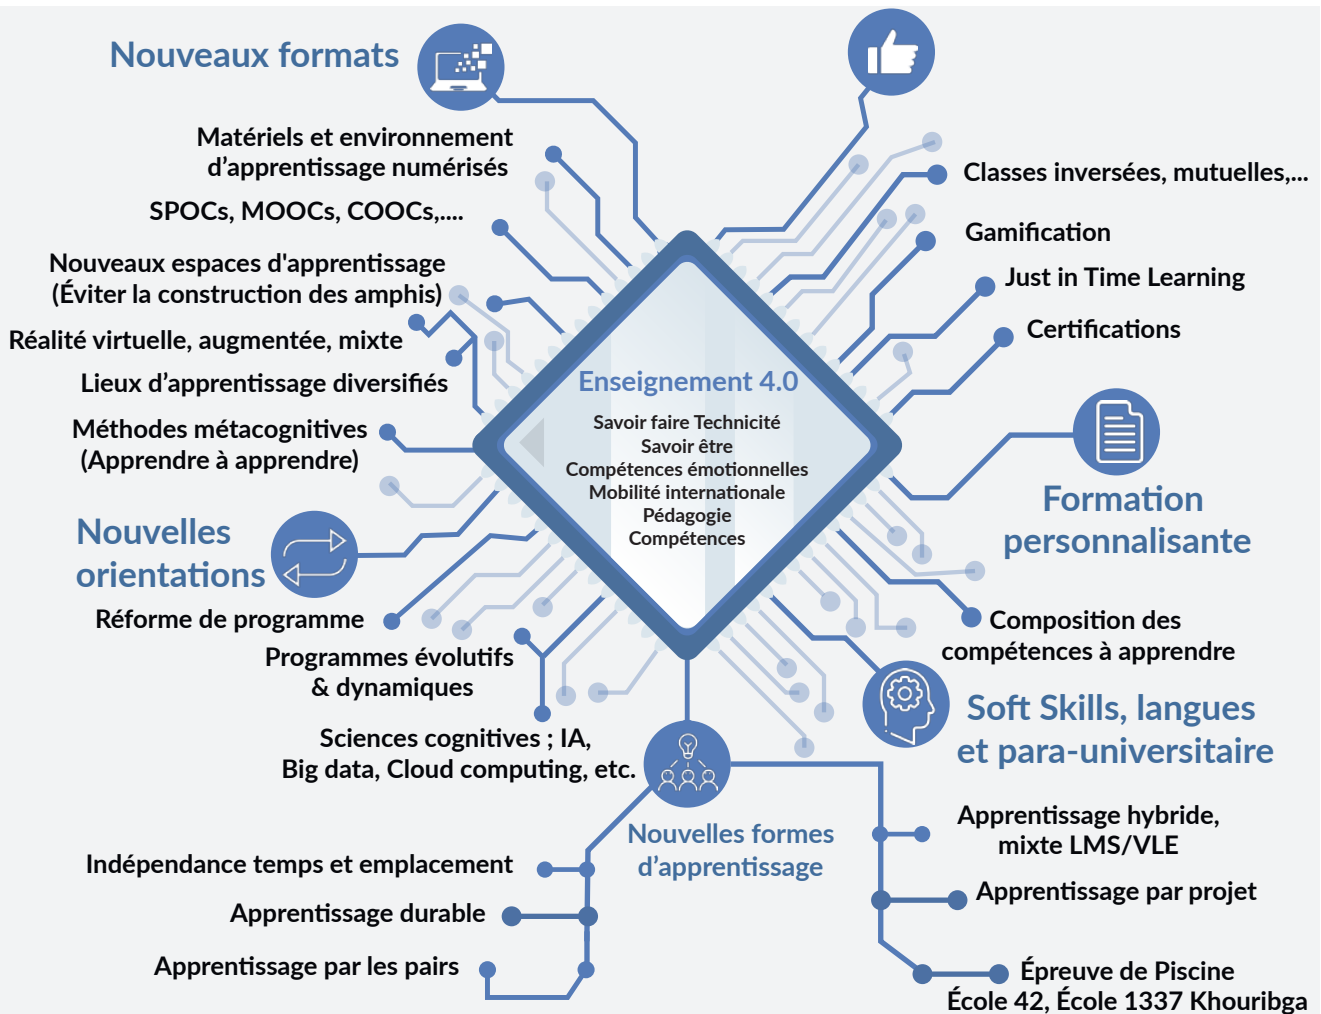 Nouveaux formats
Matériels et environnement
d’apprentissage numérisés
SPOCs, MOOCs, COOCs,....
Nouveaux espaces d'apprentissage
(Éviter la construction des amphis)
Réalité virtuelle, augmentée, mixte
Lieux d’apprentissage diversifiés
Méthodes métacognitives
(Apprendre à apprendre)
Nouvelles
orientations
Réforme de programme
Programmes évolutifs
& dynamiques
Sciences cognitives ; IA,
Big data, Cloud computing, etc.
Enseignement 4.0
Savoir faire Technicité
Savoir être
Compétences émotionnelles
Mobilité internationale
Pédagogie
Compétences
Classes inversées, mutuelles,...
Gamification
Just in Time Learning
Certifications
Formation
personnalisante
Composition des
compétences à apprendre
Soft Skills, langues
et para-universitaire
Nouvelles formes
d’apprentissage
Indépendance temps et emplacement
Apprentissage durable
Apprentissage par les pairs
Apprentissage hybride,
mixte LMS/VLE
Apprentissage par projet
Épreuve de Piscine
École 42, École 1337 Khouribga